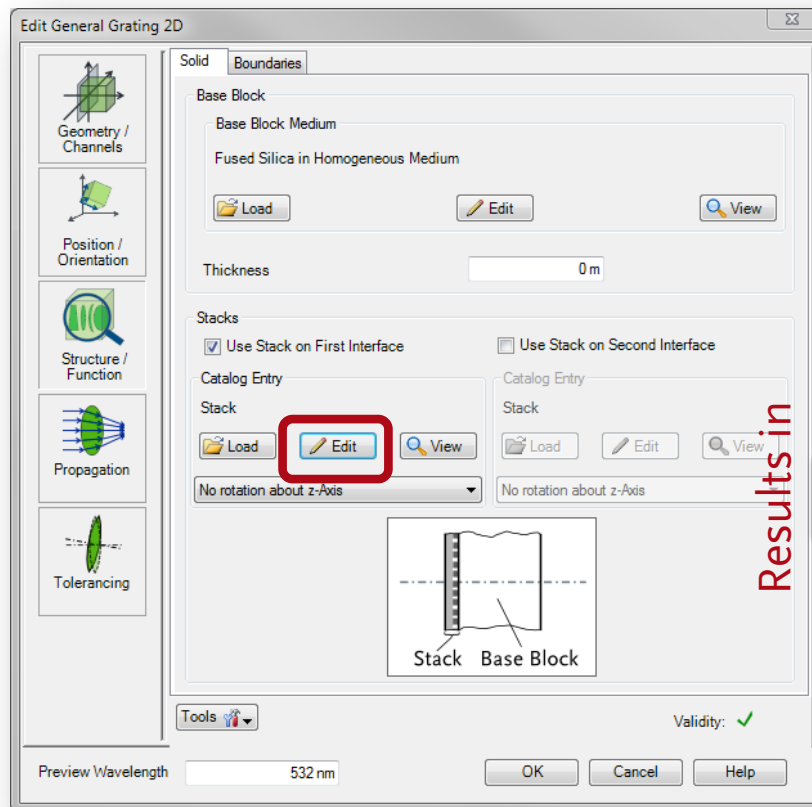 Edit General Grating 2D
Geometry /
Channels
Position /
Orientation
Structure /
Function
Propagation
Tolerancing
Solid
Boundaries
Base Block
Base Block Medium
Fused Silica in Homogeneous Medium
Load
Edit
View
Thickness
0 m
Stacks
Use Stack on First Interface
Use Stack on Second Interface
Catalog Entry
Stack
Load
Edit
View
No rotation about z-Axis
Catalog Entry
Stack
Load
Edit
View
No rotation about z-Axis
Results in
Stack
Base Block
Tools
Validity:
Preview Wavelength
532 nm
OK
Cancel
Help